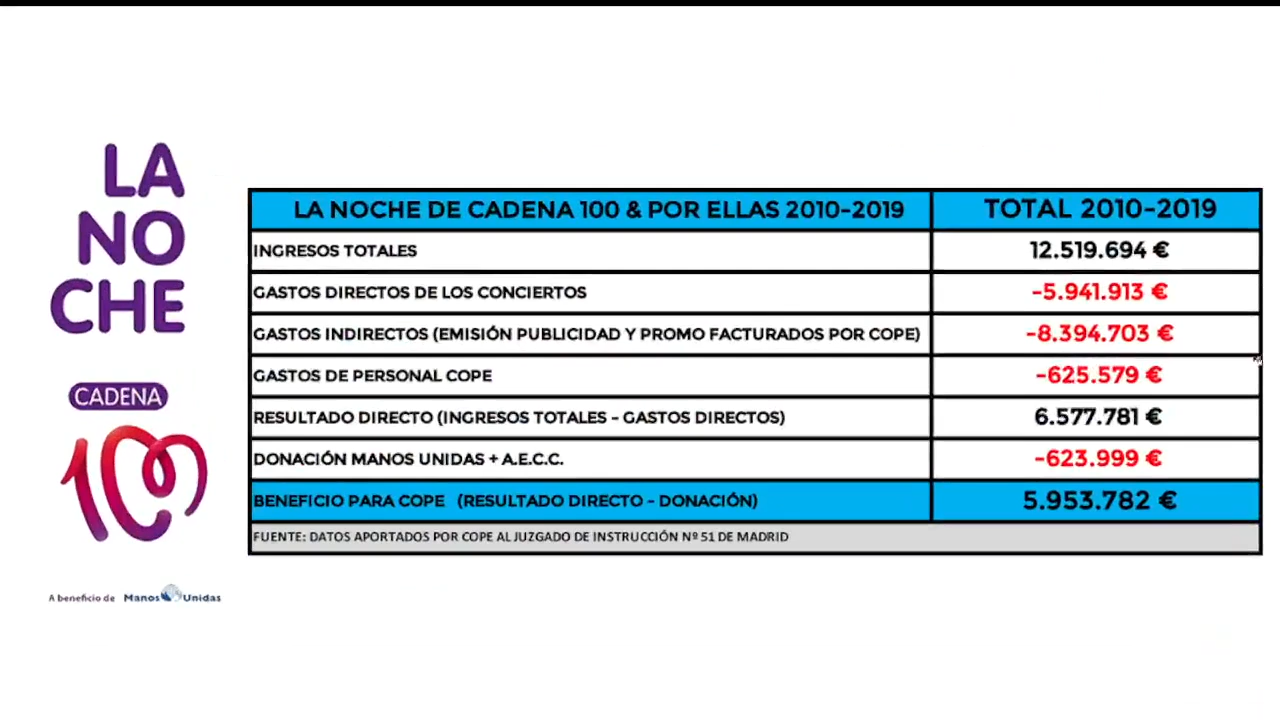 LA
NO
CHE
CADENA
100
A beneficio de Manos Unidas
LA NOCHE DE CADENA 100 & POR ELLAS 2010-2019 TOTAL 2010-2019
INGRESOS TOTALES 12.519.694 €
GASTOS DIRECTOS DE LOS CONCIERTOS -5.941.913 €
GASTOS INDIRECTOS (EMISIÓN PUBLICIDAD Y PROMO FACTURADOS POR COPE) -8.394.703 €
GASTOS DE PERSONAL COPE -625.579 €
RESULTADO DIRECTO (INGRESOS TOTALES - GASTOS DIRECTOS) 6.577.781 €
DONACIÓN MANOS UNIDAS + A.E.C.C. -623.999 €
BENEFICIO PARA COPE (RESULTADO DIRECTO - DONACIÓN) 5.953.782 €
FUENTE: DATOS APORTADOS POR COPE AL JUZGADO DE INSTRUCCIÓN Nº 51 DE MADRID